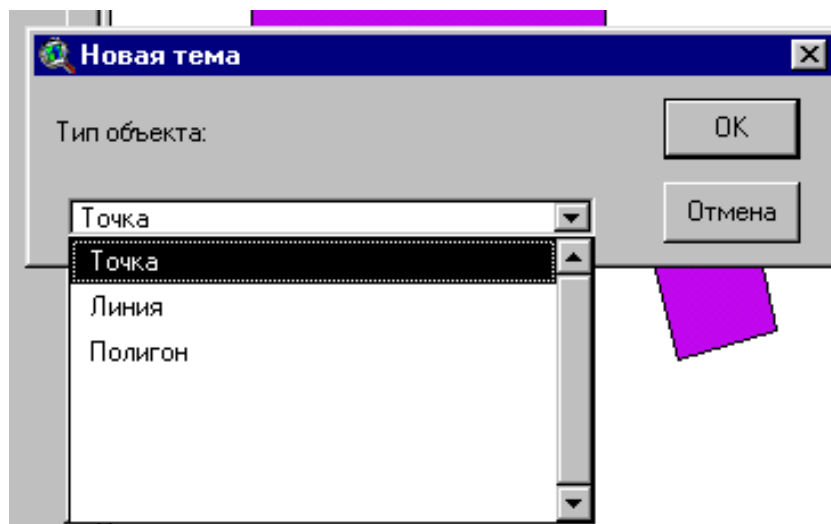 Новая тема
Тип объекта:
OK
Точка
Отмена
Точка
Линия
Полигон